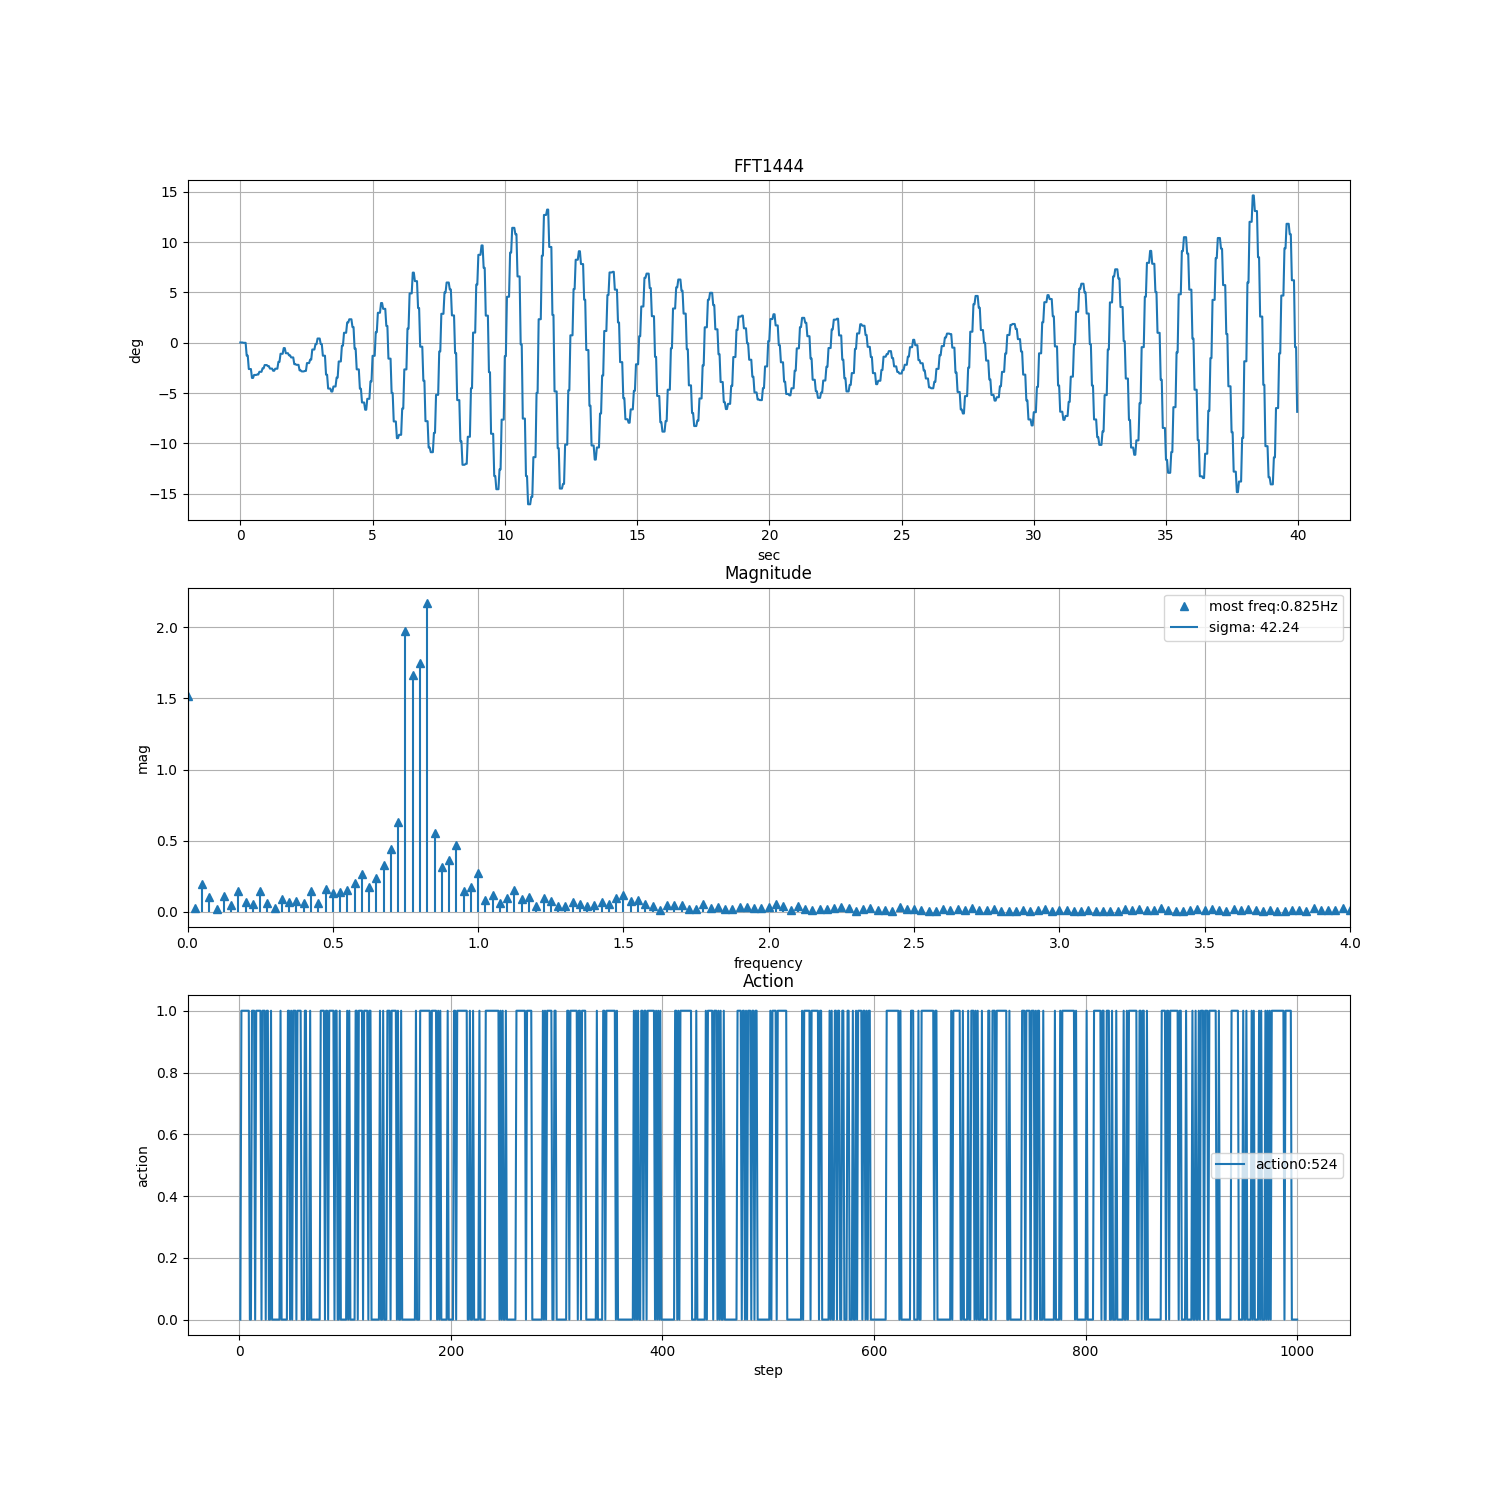 FFT1444
15
10
5
0
−5
−10
−15
deg
0 5 10 15 20 25 30 35 40
sec
Magnitude
most freq:0.825Hz
sigma: 42.24
2.0
1.5
1.0
0.5
0.0
mag
0.0 0.5 1.0 1.5 2.0 2.5 3.0 3.5 4.0
frequency
Action
1.0
0.8
0.6
0.4
0.2
0.0
action
action0:524
0 200 400 600 800 1000
step